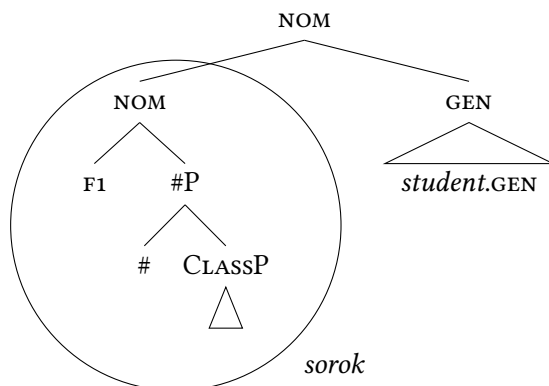 NOM
NOM GEN
F1 #P student.GEN
# CLASSP
sorok